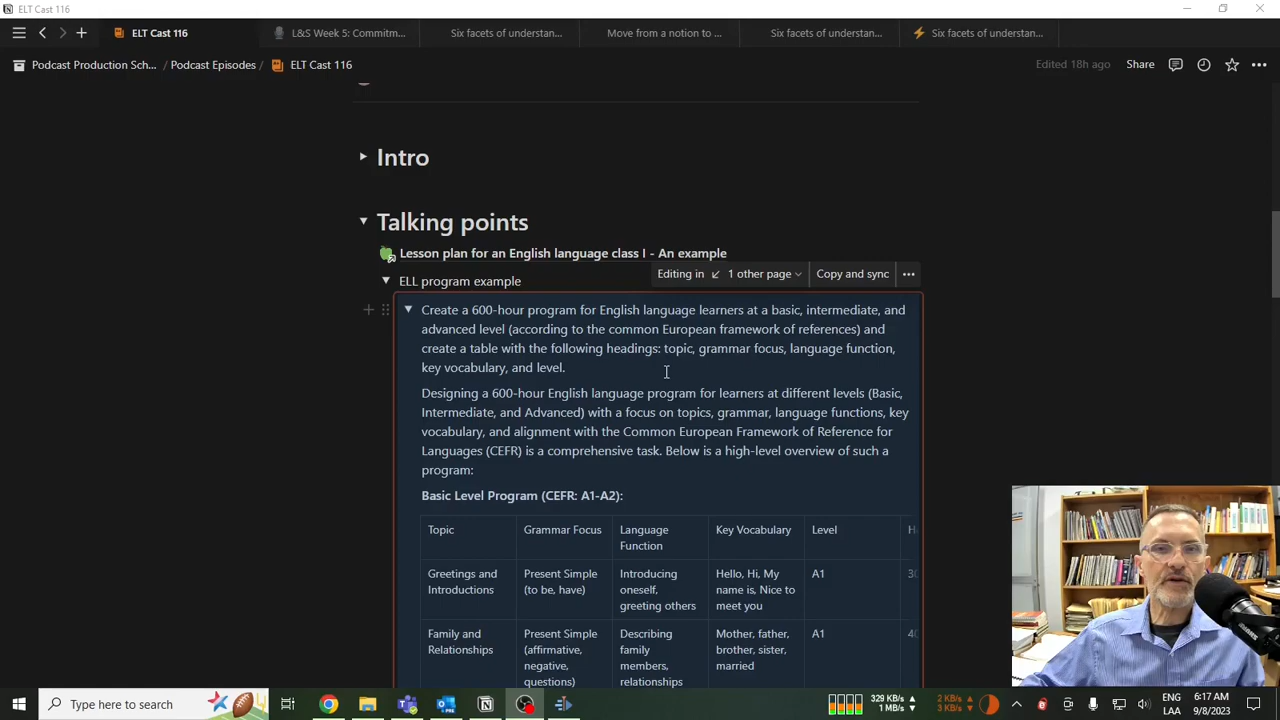 ELT Cast 116
ELT Cast 116
L&S Week 5: Commitm...
Six facets of understan...
Move from a notion to ...
Six facets of understan...
Six facets of understan...
Podcast Production Sch... / Podcast Episodes / ELT Cast 116
Edited 18h ago
Share
Intro
Talking points
Lesson plan for an English language class I - An example
ELL program example
Editing in ↙ 1 other page
Copy and sync
Create a 600-hour program for English language learners at a basic, intermediate, and
advanced level (according to the common European framework of references) and
create a table with the following headings: topic, grammar focus, language function,
key vocabulary, and level.
Designing a 600-hour English language program for learners at different levels (Basic,
Intermediate, and Advanced) with a focus on topics, grammar, language functions, key
vocabulary, and alignment with the Common European Framework of Reference for
Languages (CEFR) is a comprehensive task. Below is a high-level overview of such a
program:
Basic Level Program (CEFR: A1-A2):
Topic
Grammar Focus
Language
Function
Key Vocabulary
Level
Greetings and
Introductions
Present Simple
(to be, have)
Introducing
oneself,
greeting others
Hello, Hi, My
name is, Nice to
meet you
A1
Family and
Relationships
Present Simple
(affirmative,
negative,
questions)
Describing
family
members,
relationships
Mother, father,
brother, sister,
married
A1
Type here to search
329 KB/s
1 MB/s
2 KB/s
3 KB/s
ENG
LAA
6:17 AM
9/8/2023